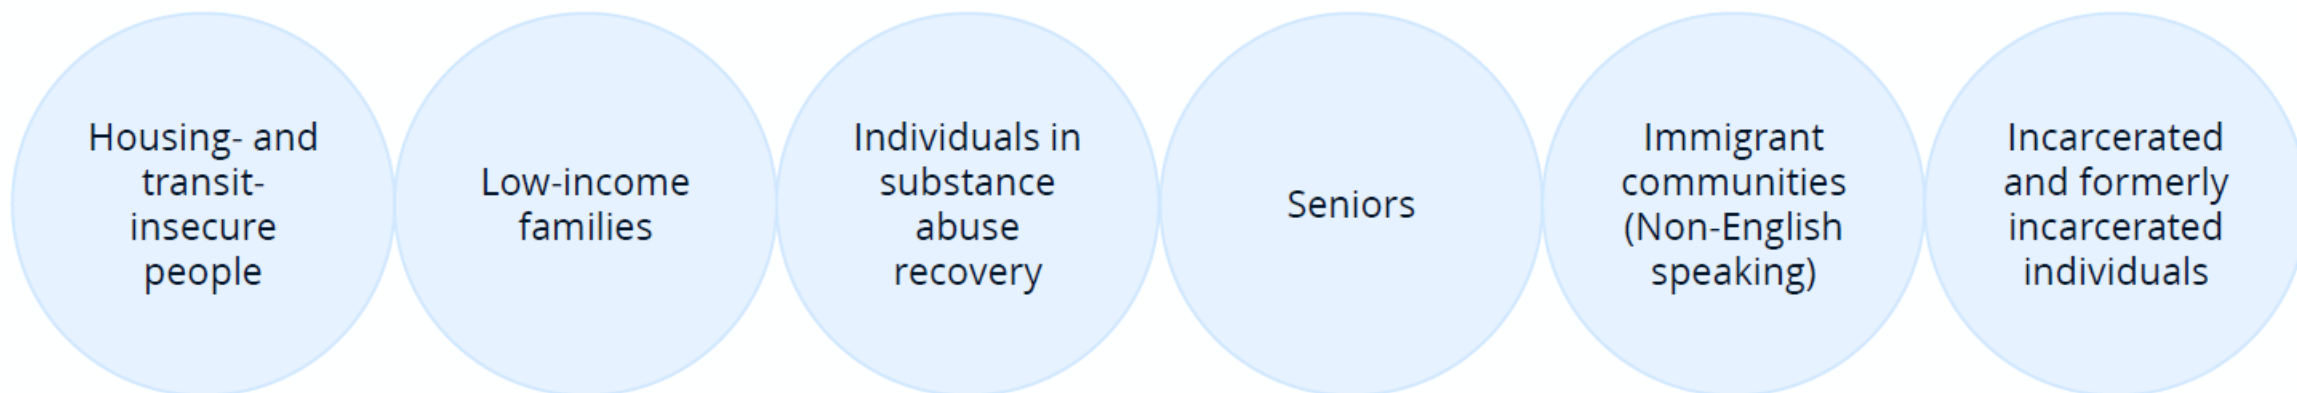 Housing- and
transit-
insecure
people
Low-income
families
Individuals in
substance
abuse
recovery
Seniors
Immigrant
communities
(Non-English
speaking)
Incarcerated
and formerly
incarcerated
individuals